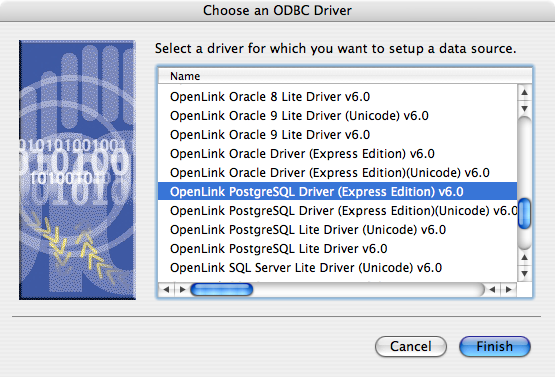 Choose an ODBC Driver
Select a driver for which you want to setup a data source.
Name
OpenLink Oracle 8 Lite Driver v6.0
OpenLink Oracle 9 Lite Driver (Unicode) v6.0
OpenLink Oracle 9 Lite Driver v6.0
OpenLink Oracle Driver (Express Edition) v6.0
OpenLink Oracle Driver (Express Edition)(Unicode) v6.0
OpenLink PostgreSQL Driver (Express Edition) v6.0
OpenLink PostgreSQL Driver (Express Edition)(Unicode) v6.0
OpenLink PostgreSQL Lite Driver (Unicode) v6.0
OpenLink PostgreSQL Lite Driver v6.0
OpenLink SQL Server Lite Driver (Unicode) v6.0
Cancel
Finish